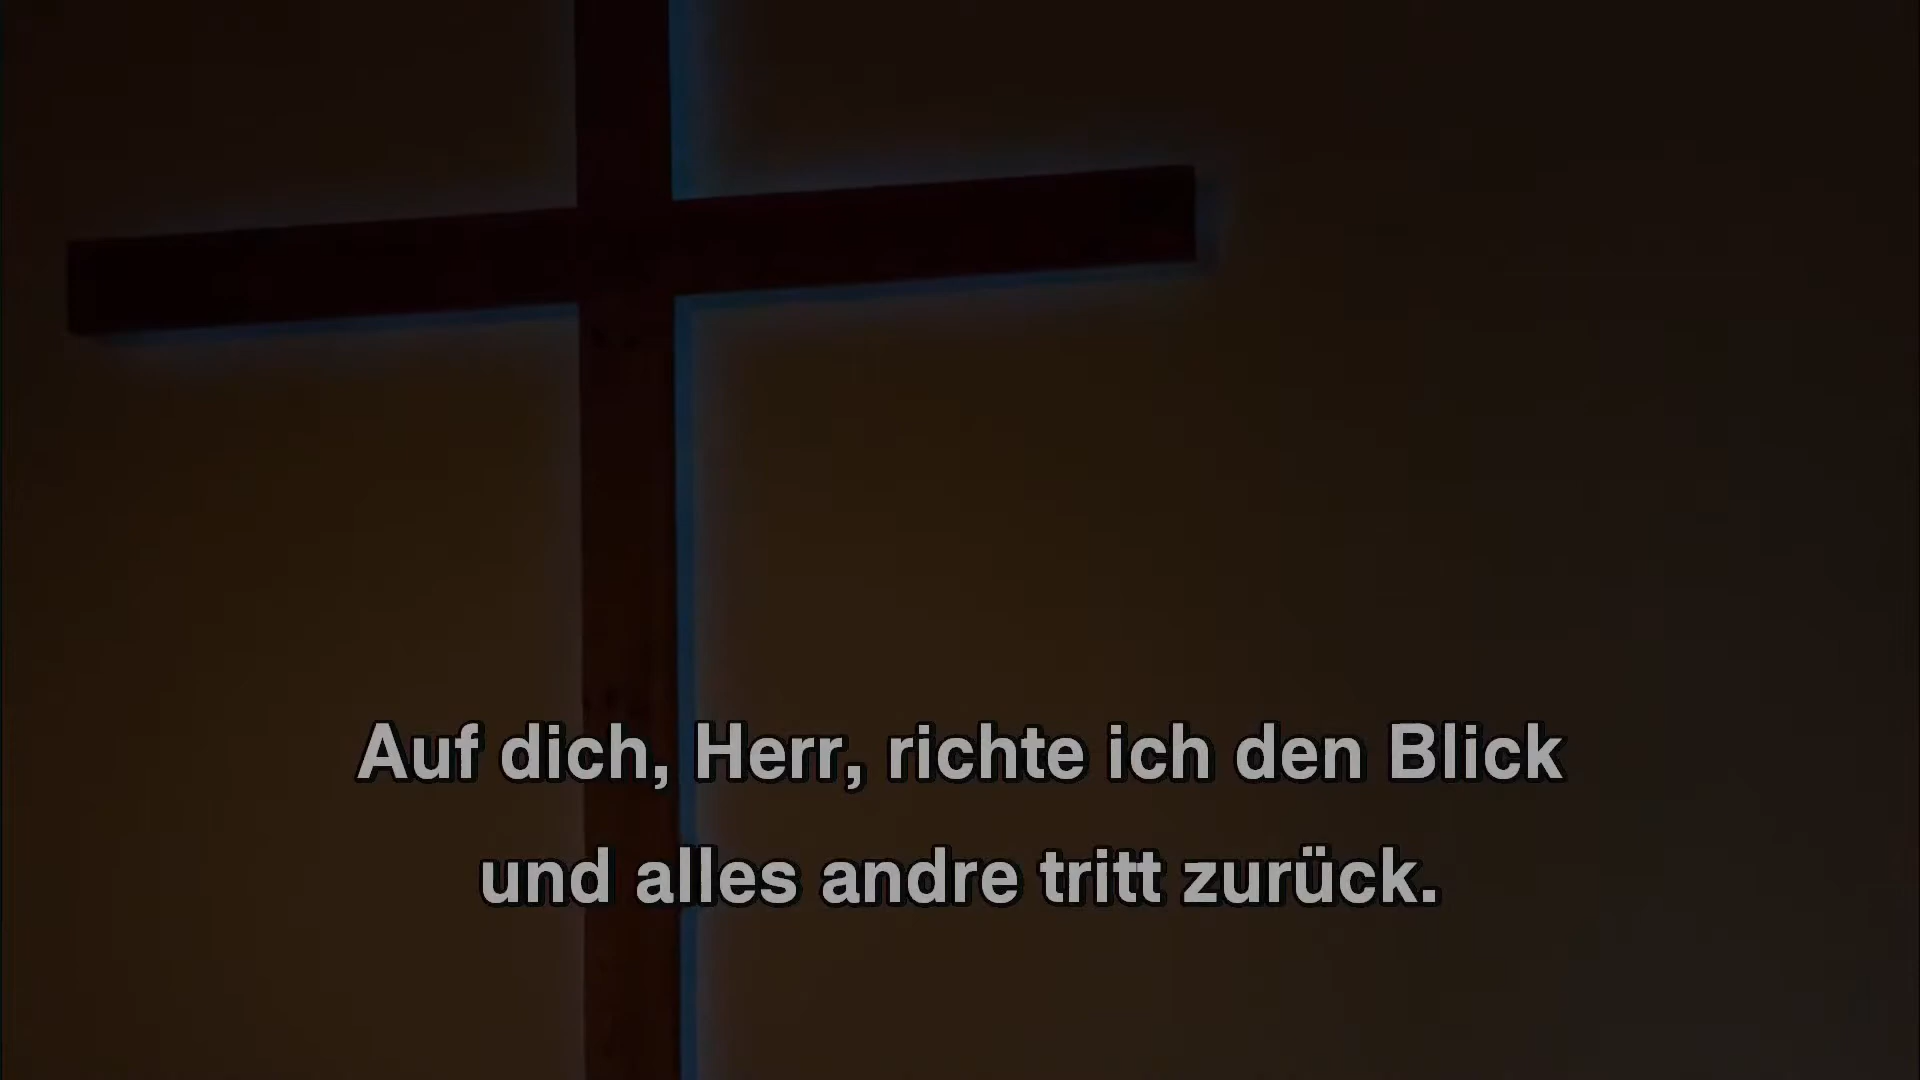 Auf dich, Herr, richte ich den Blick
und alles andre tritt zurück.